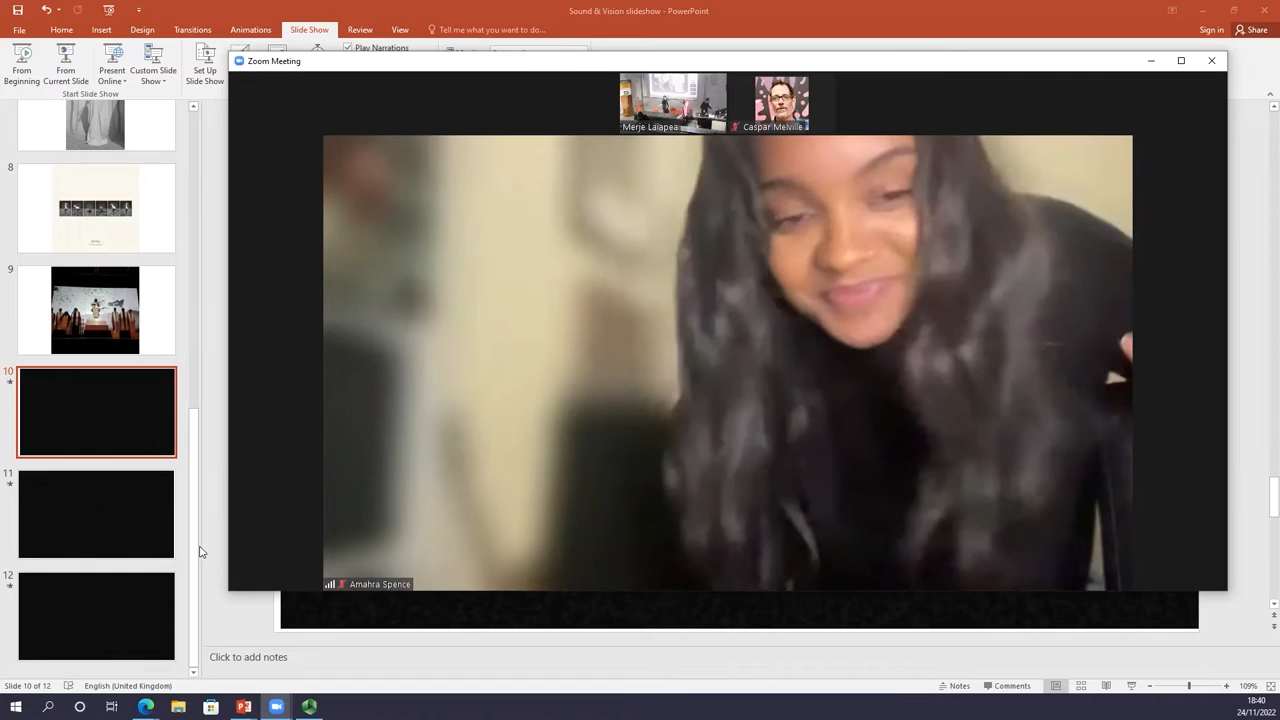 Sound & Vision slideshow - PowerPoint
File Home Insert Design Transitions Animations Slide Show Review View Tell me what you want to do... Sign in Share
Play Narrations
From Beginning
From Current Slide
Present Online
Custom Slide Show
Set Up Slide Show
Start Slide Show
Zoom Meeting
Merje Laiapea
Caspar Melville
8
9
10
11
12
Amahra Spence
Click to add notes
Slide 10 of 12 English (United Kingdom) Notes Comments 109%
18:40
24/11/2022